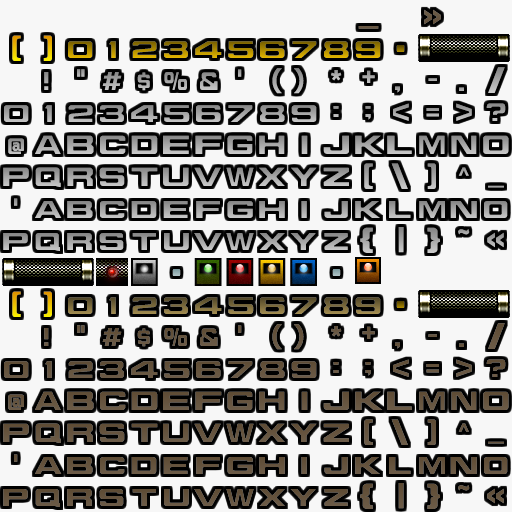 _ »
[ ] 0 1 2 3 4 5 6 7 8 9 ·
! " # $ % & ' ( ) * + , - . /
0 1 2 3 4 5 6 7 8 9 : ; < = > ?
@ A B C D E F G H I J K L M N O
P Q R S T U V W X Y Z [ \ ] ^ _
' A B C D E F G H I J K L M N O
P Q R S T U V W X Y Z { | } ~ «
[ ] 0 1 2 3 4 5 6 7 8 9 ·
! " # $ % & ' ( ) * + , - . /
0 1 2 3 4 5 6 7 8 9 : ; < = > ?
@ A B C D E F G H I J K L M N O
P Q R S T U V W X Y Z [ \ ] ^ _
' A B C D E F G H I J K L M N O
P Q R S T U V W X Y Z { | } ~ «